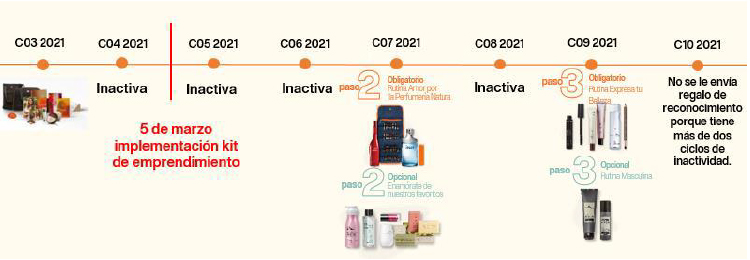 C03 2021
C04 2021
C05 2021
C06 2021
C07 2021
C08 2021
C09 2021
C10 2021
Inactiva
Inactiva
Inactiva
Inactiva
5 de marzo
implementación kit
de emprendimiento
paso 2
Obligatorio
Rutina Amor por
la Perfumería Natura
paso 2
Opcional
Enamórate de
nuestros favoritos
paso 3
Obligatorio
Rutina Expresa tu
Belleza
paso 3
Opcional
Rutina Masculina
No se le envía
regalo de
reconocimiento
porque tiene
más de dos
ciclos de
inactividad.